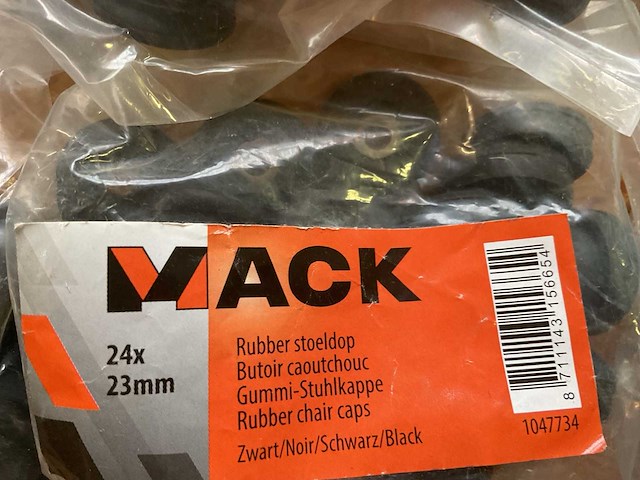 MACK
24x
23mm
Rubber stoeldop
Butoir caoutchouc
Gummi-Stuhlkappe
Rubber chair caps
Zwart/Noir/Schwarz/Black
8 711143 156654
1047734